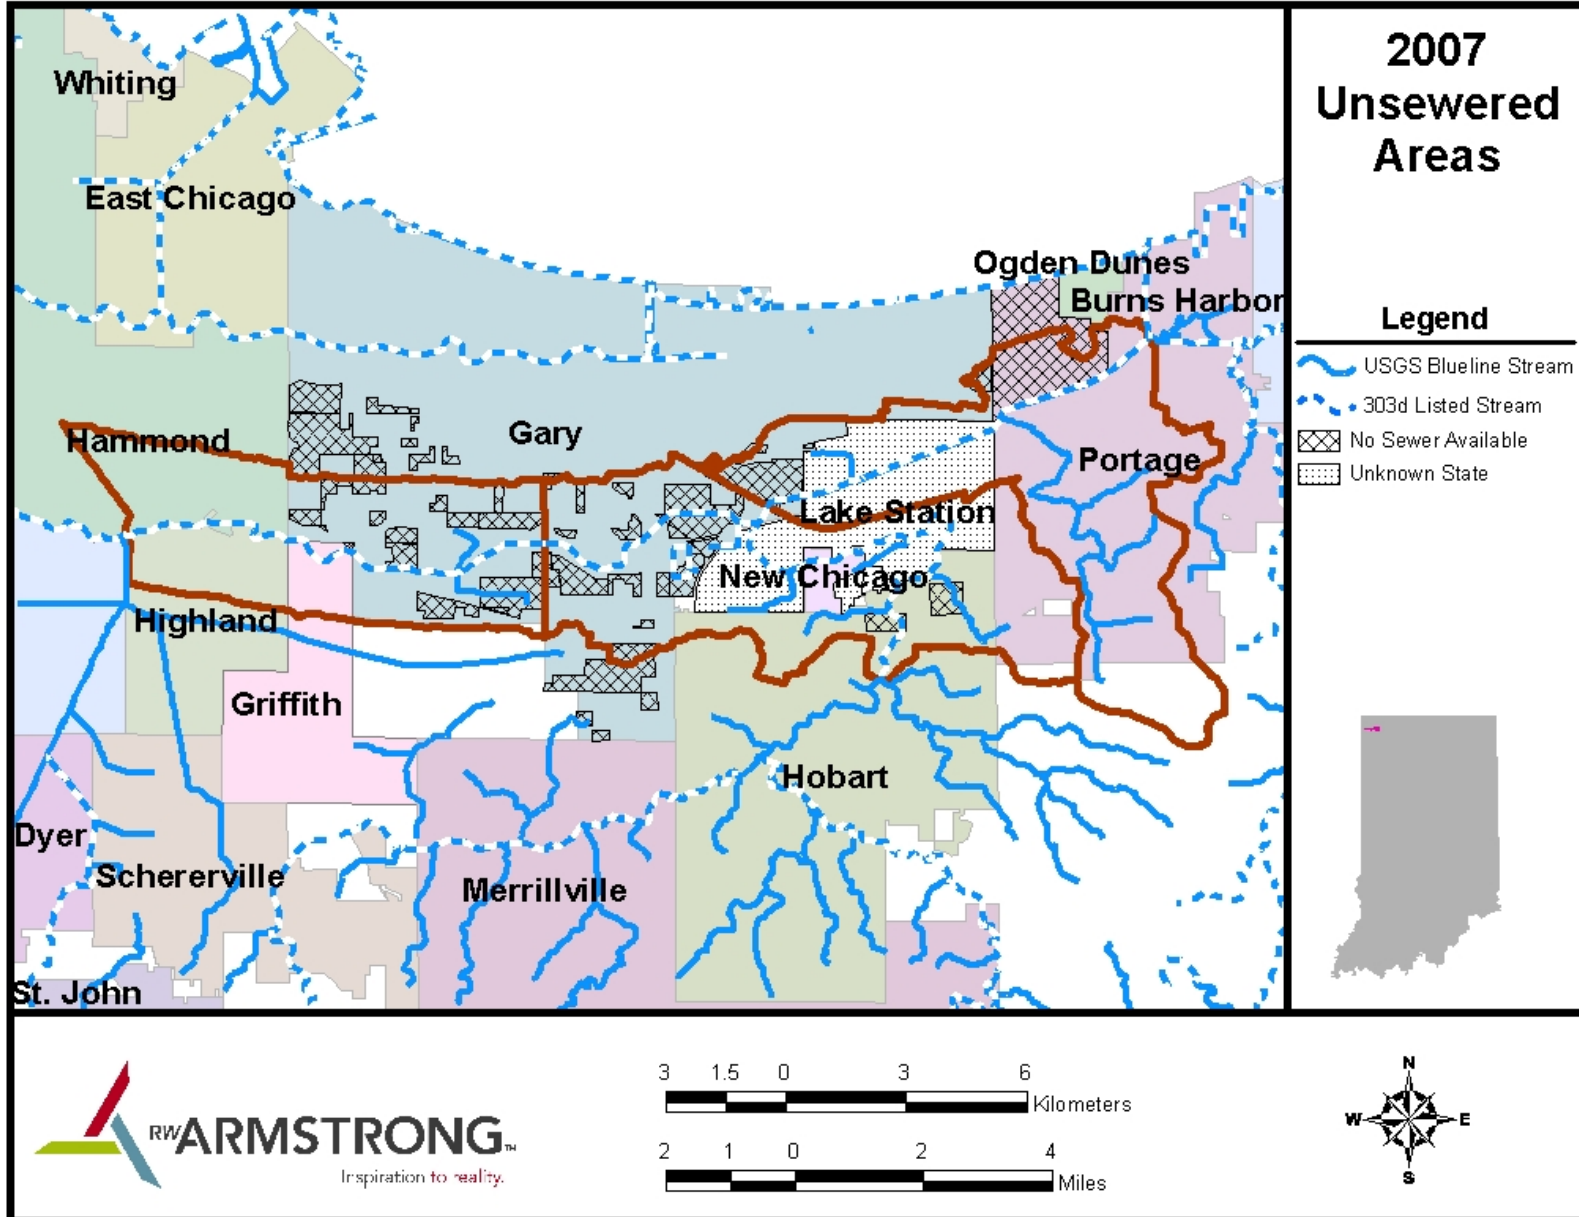 2007
Unsewered
Areas
Whiting
East Chicago
Ogden Dunes
Burns Harbor
Hammond
Gary
Portage
Lake Station
New Chicago
Highland
Griffith
Hobart
Dyer
Schererville
Merrillville
St. John
Legend
USGS Blueline Stream
303d Listed Stream
No Sewer Available
Unknown State
RWARMSTRONG™
Inspiration to reality.
3 1.5 0 3 6
Kilometers
2 1 0 2 4
Miles
N
W E
S